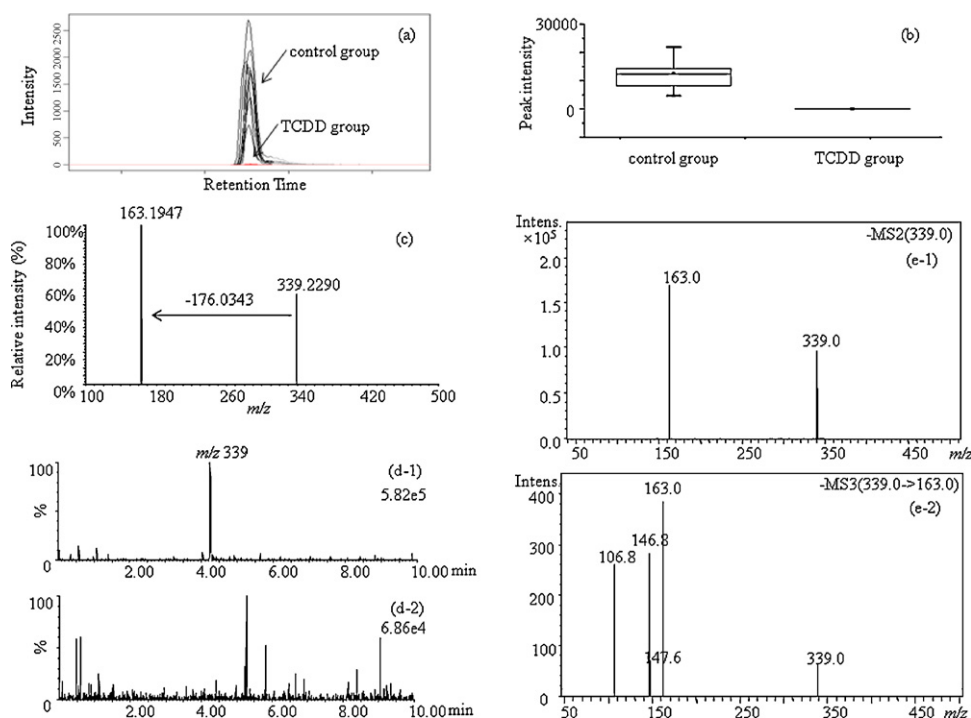 (a)
control group
TCDD group
Intensity
0 500 1000 1500 2000 2500
Retention Time
(b)
30000
0
Peak intensity
control group
TCDD group
163.1947
(c)
100%
80%
60%
40%
20%
0%
Relative intensity (%)
-176.0343
339.2290
100 180 260 340 420 500
m/z
m/z 339
(d-1)
5.82e5
100
%
0
2.00 4.00 6.00 8.00 10.00 min
(d-2)
6.86e4
100
%
0
2.00 4.00 6.00 8.00 10.00 min
Intens.
×10⁵
-MS2(339.0)
(e-1)
2.0
1.5
1.0
0.5
0.0
163.0
339.0
50 150 250 350 450 m/z
Intens.
-MS3(339.0->163.0)
(e-2)
400
300
200
100
0
163.0
146.8
106.8
147.6
339.0
50 150 250 350 450 m/z